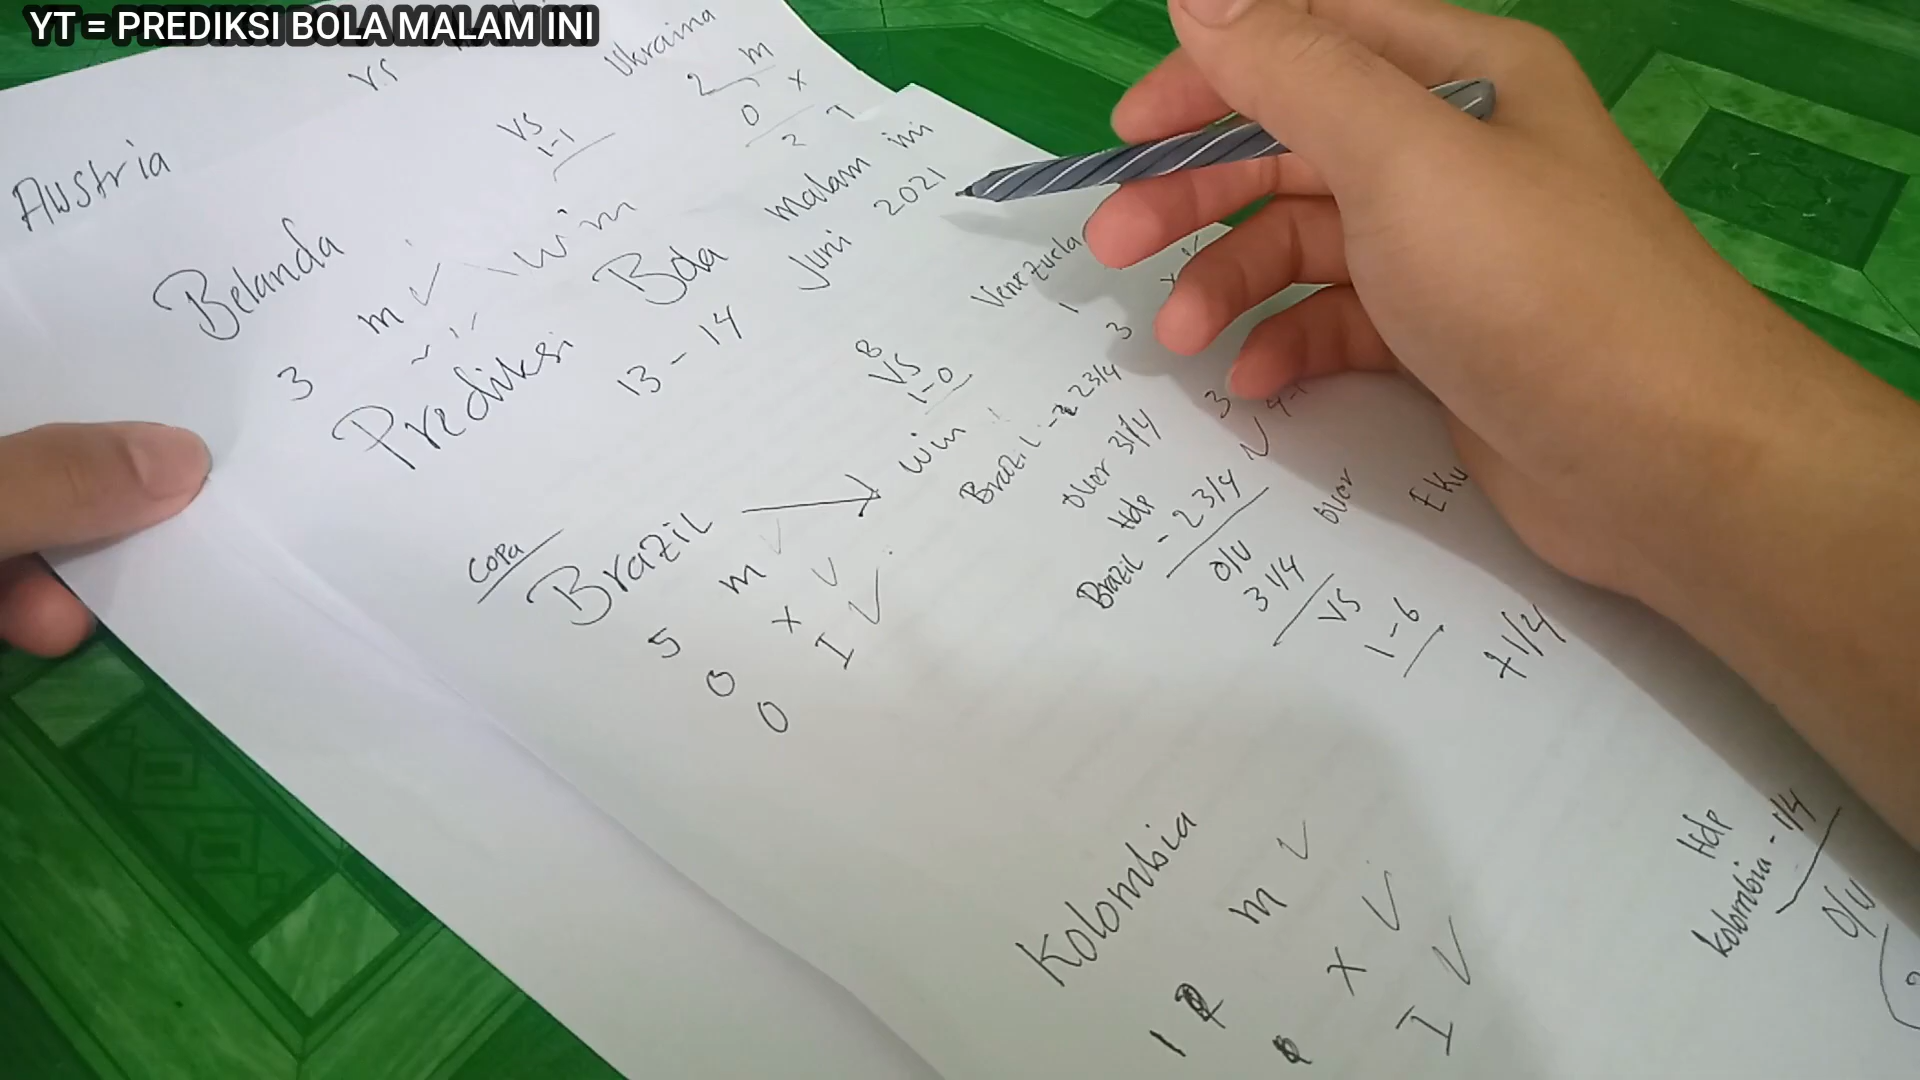 YT = PREDIKSI BOLA MALAM INI
VS
Austria
VS
1-1
Ukraina
2 m
0 x
2
Belanda
win
3 m
Prediksi Bola malam ini
13 - 14 Juni 2021
Copa
Brazil
VS
1-0
win
Venezuela
1
3
5 m
0 x
0 I
Brazil - 2 3/4
Over 3 1/4
3
Hdp
Brazil - 2 3/4
O/U
3 1/4
over
VS
1-6
Kolombia
m
x
I
1
Hdp
Kolombia - 1/4
O/U